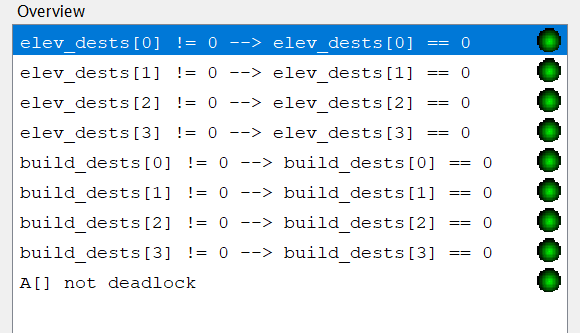 Overview
elev_dests[0] != 0 --> elev_dests[0] == 0
elev_dests[1] != 0 --> elev_dests[1] == 0
elev_dests[2] != 0 --> elev_dests[2] == 0
elev_dests[3] != 0 --> elev_dests[3] == 0
build_dests[0] != 0 --> build_dests[0] == 0
build_dests[1] != 0 --> build_dests[1] == 0
build_dests[2] != 0 --> build_dests[2] == 0
build_dests[3] != 0 --> build_dests[3] == 0
A[] not deadlock